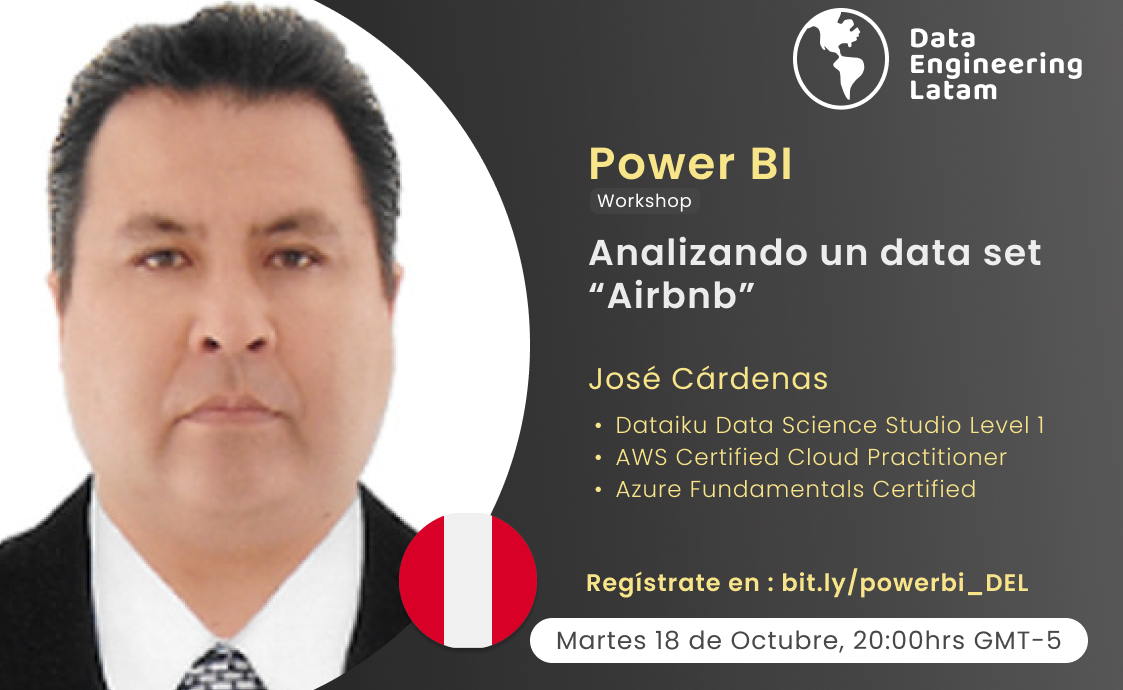 Data
Engineering
Latam
Power BI
Workshop
Analizando un data set
“Airbnb”
José Cárdenas
• Dataiku Data Science Studio Level 1
• AWS Certified Cloud Practitioner
• Azure Fundamentals Certified
Regístrate en : bit.ly/powerbi_DEL
Martes 18 de Octubre, 20:00hrs GMT-5